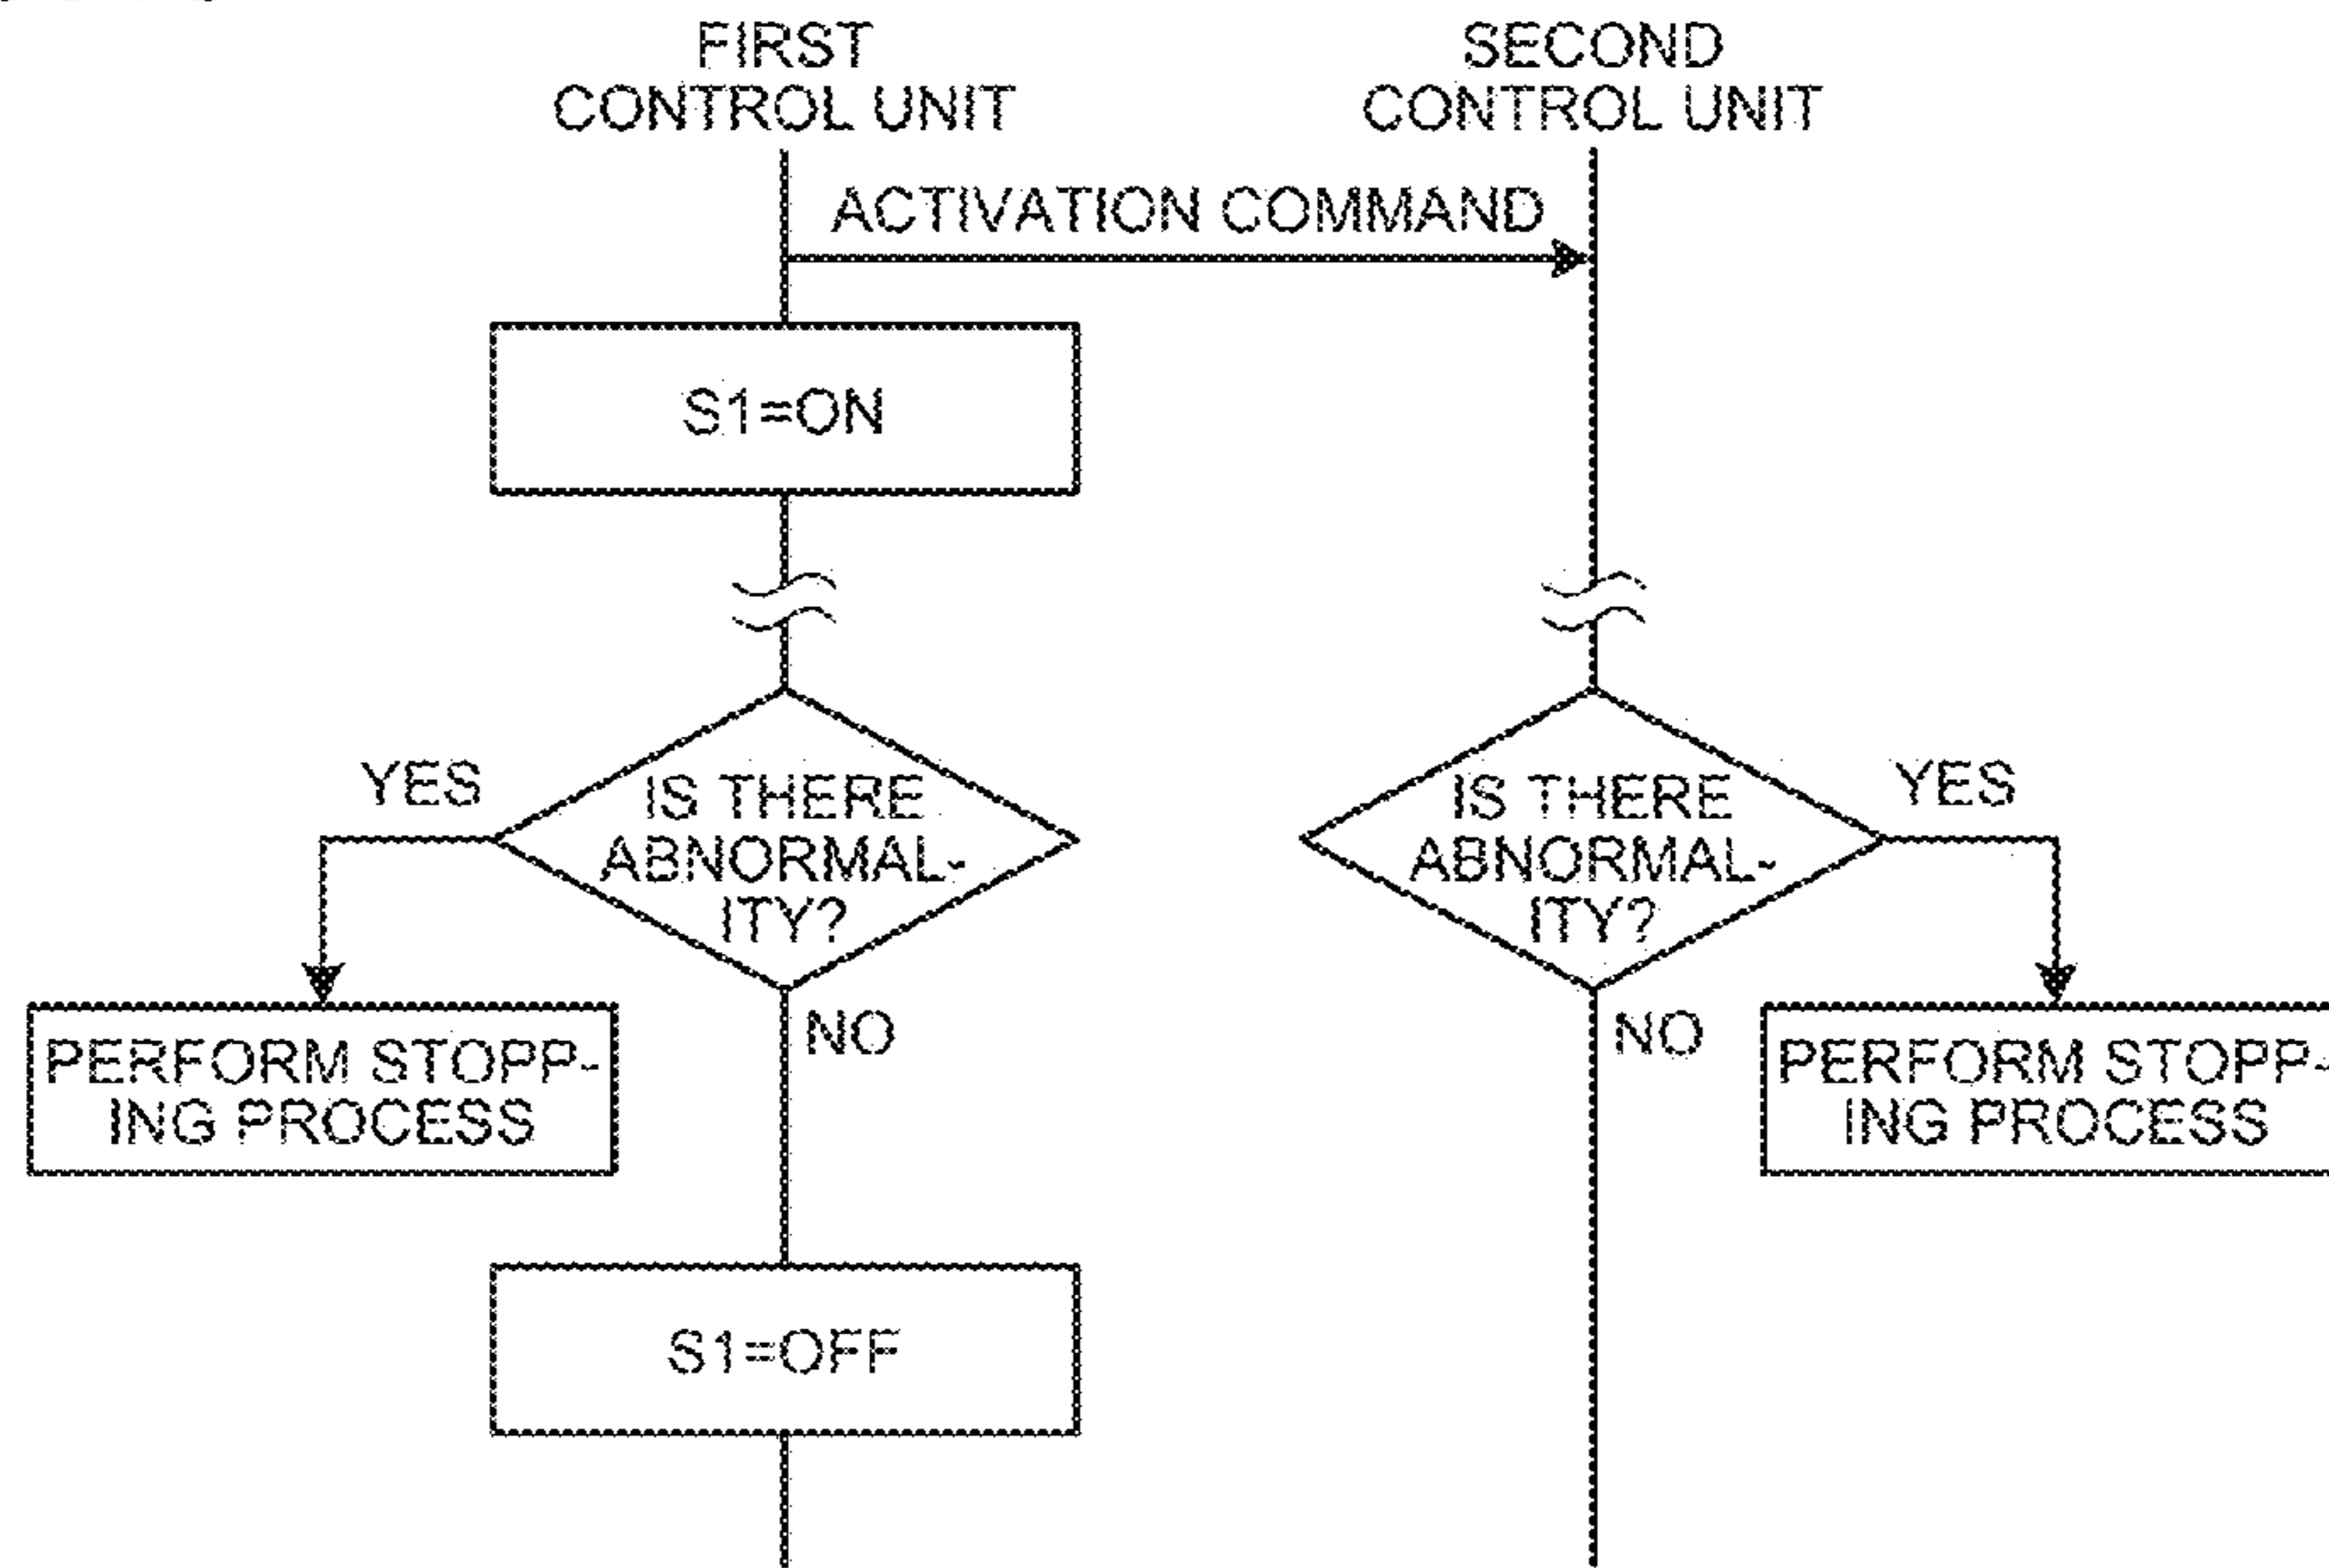 FIRST
CONTROL UNIT
SECOND
CONTROL UNIT
ACTIVATION COMMAND
S1=ON
YES
IS THERE
ABNORMAL-
ITY?
IS THERE
ABNORMAL-
ITY?
YES
PERFORM STOPP-
ING PROCESS
NO
NO
PERFORM STOPP-
ING PROCESS
S1=OFF